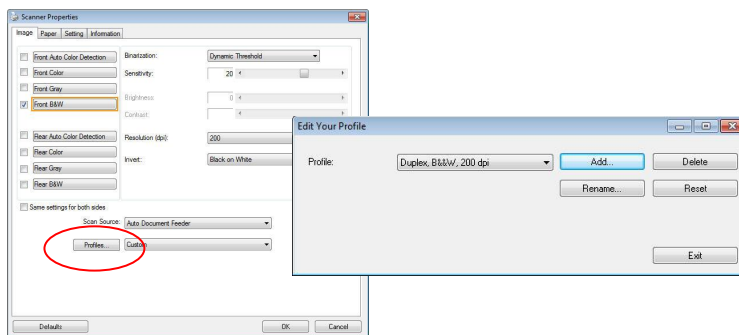 Scanner Properties
Image Paper Setting Information
Front Auto Color Detection
Front Color
Front Gray
Front B&W
Rear Auto Color Detection
Rear Color
Rear Gray
Rear B&W
Binarization: Dynamic Threshold
Sensitivity: 20
Brightness: 0
Contrast:
Resolution (dpi): 200
Invert: Black on White
Same settings for both sides
Scan Source: Auto Document Feeder
Profiles... Custom
Defaults OK Cancel
Edit Your Profile
Profile: Duplex, B&&W, 200 dpi Add... Delete
Rename... Reset
Exit